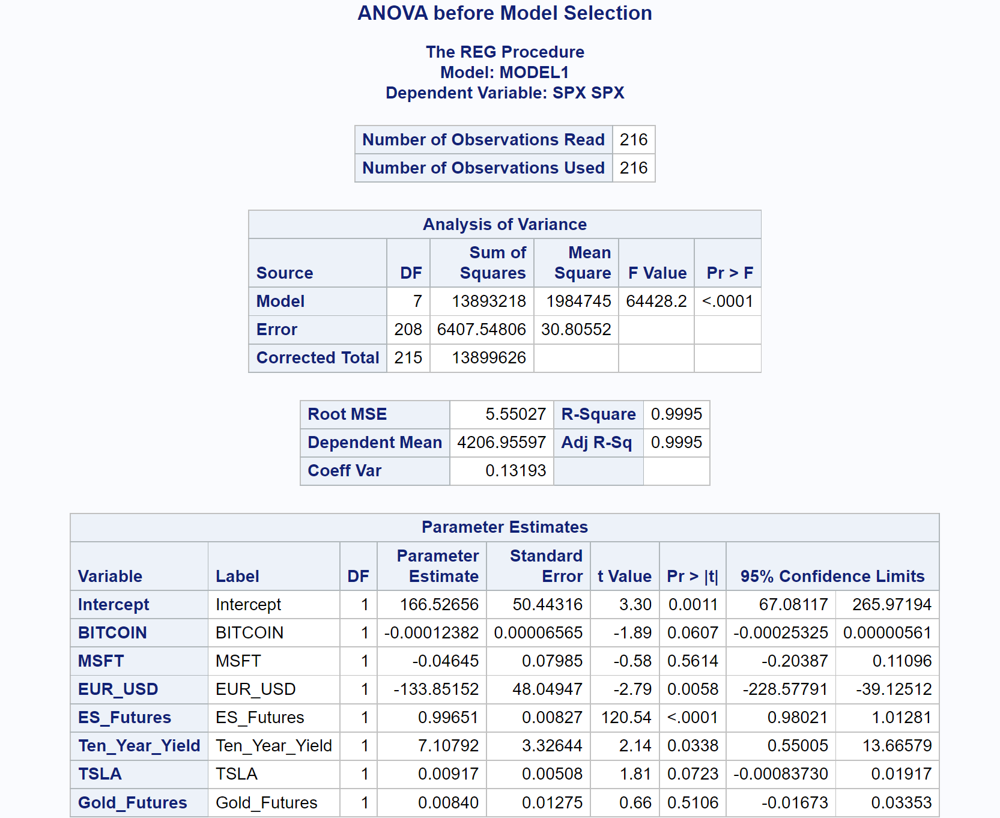 ANOVA before Model Selection
The REG Procedure
Model: MODEL1
Dependent Variable: SPX SPX
Number of Observations Read 216
Number of Observations Used 216
Analysis of Variance
Source DF Sum of Squares Mean Square F Value Pr > F
Model 7 13893218 1984745 64428.2 <.0001
Error 208 6407.54806 30.80552
Corrected Total 215 13899626
Root MSE 5.55027 R-Square 0.9995
Dependent Mean 4206.95597 Adj R-Sq 0.9995
Coeff Var 0.13193
Parameter Estimates
Variable Label DF Parameter Estimate Standard Error t Value Pr > |t| 95% Confidence Limits
Intercept Intercept 1 166.52656 50.44316 3.30 0.0011 67.08117 265.97194
BITCOIN BITCOIN 1 -0.00012382 0.00006565 -1.89 0.0607 -0.00025325 0.00000561
MSFT MSFT 1 -0.04645 0.07985 -0.58 0.5614 -0.20387 0.11096
EUR_USD EUR_USD 1 -133.85152 48.04947 -2.79 0.0058 -228.57791 -39.12512
ES_Futures ES_Futures 1 0.99651 0.00827 120.54 <.0001 0.98021 1.01281
Ten_Year_Yield Ten_Year_Yield 1 7.10792 3.32644 2.14 0.0338 0.55005 13.66579
TSLA TSLA 1 0.00917 0.00508 1.81 0.0723 -0.00083730 0.01917
Gold_Futures Gold_Futures 1 0.00840 0.01275 0.66 0.5106 -0.01673 0.03353